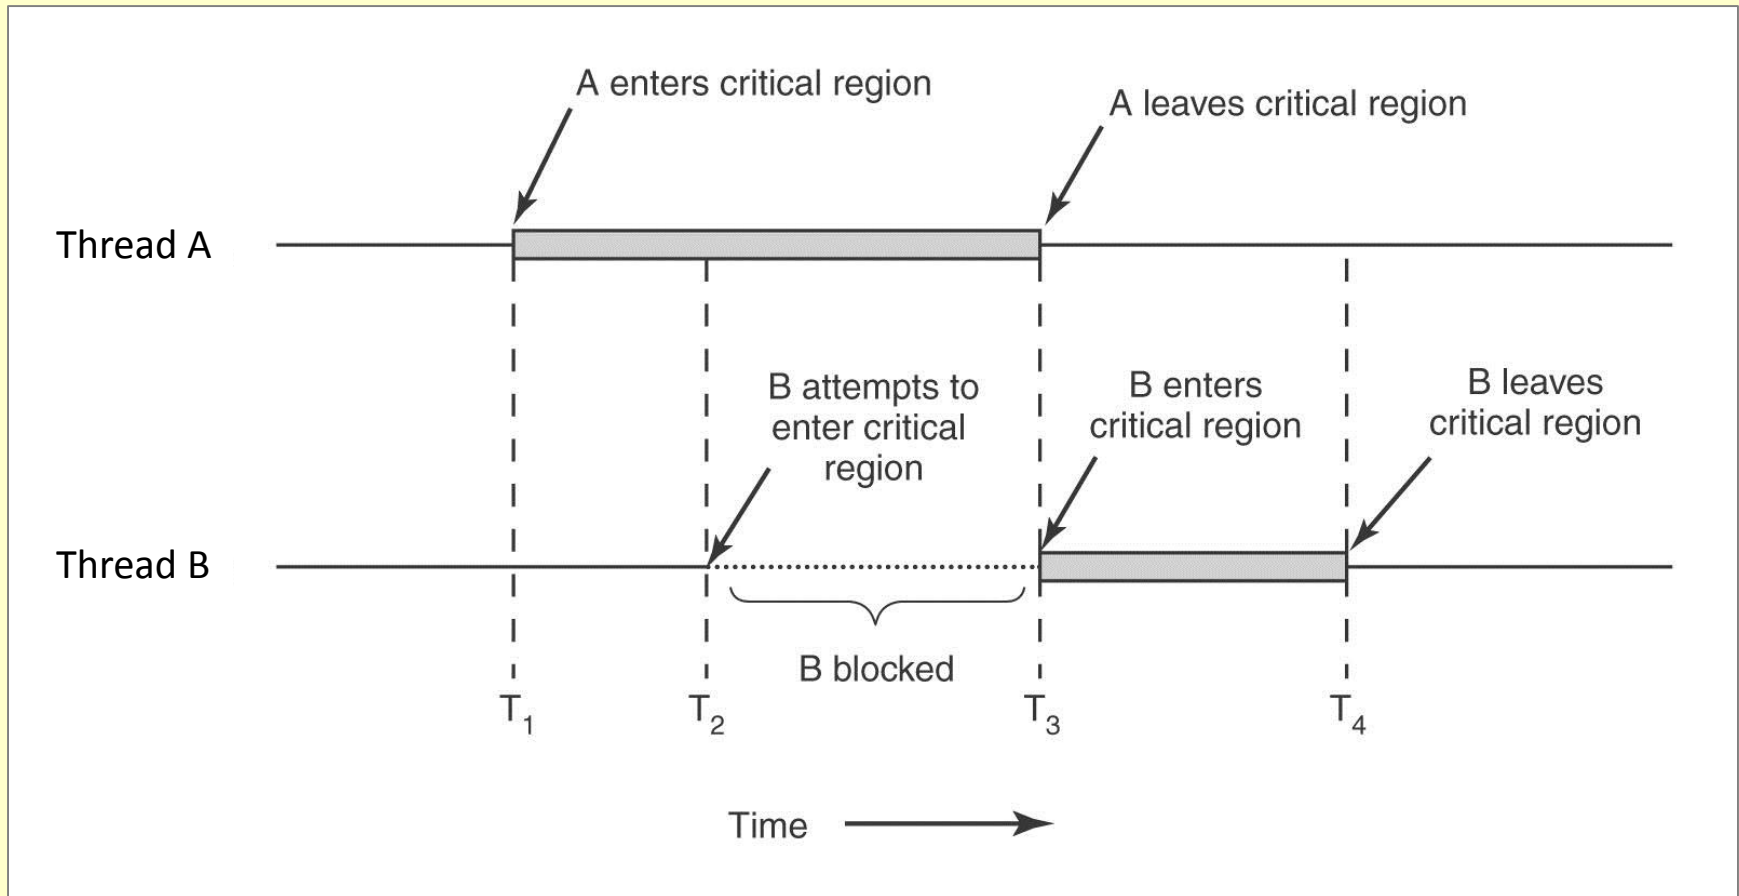 A enters critical region
A leaves critical region
Thread A
B attempts to
enter critical
region
B enters
critical region
B leaves
critical region
Thread B
B blocked
T1
T2
T3
T4
Time